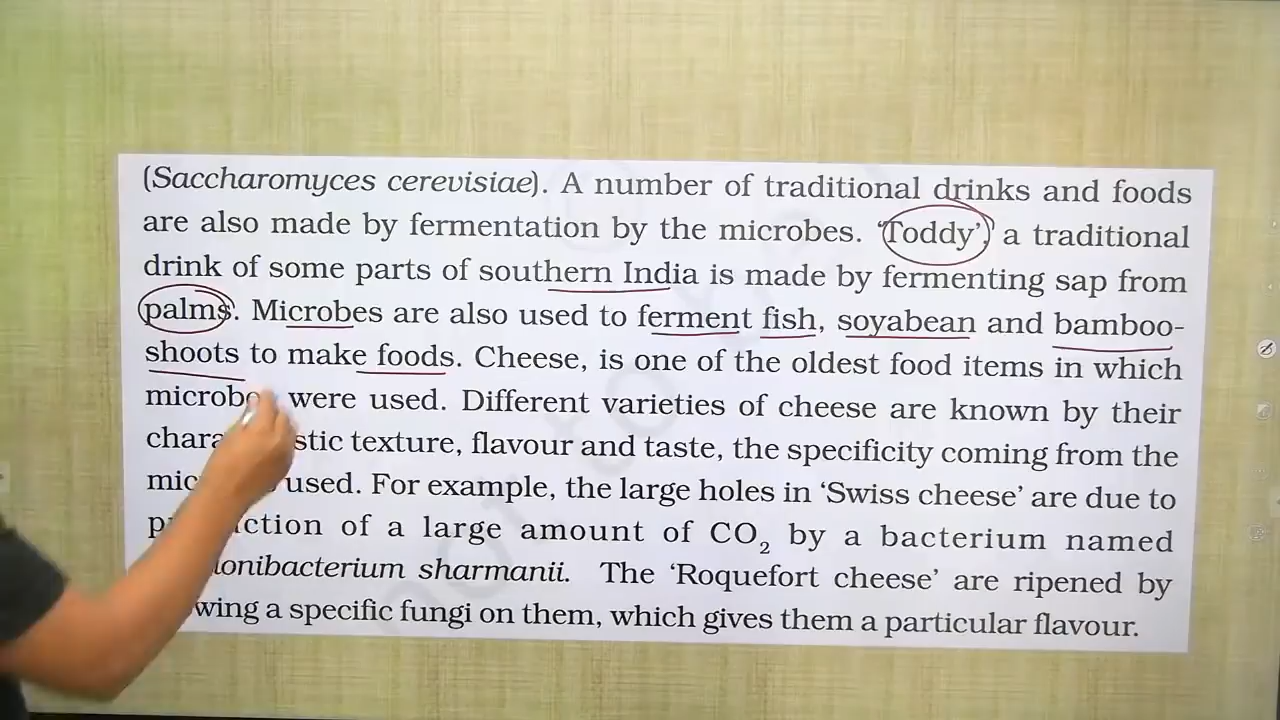 (Saccharomyces cerevisiae). A number of traditional drinks and foods
are also made by fermentation by the microbes. ‘Toddy’, a traditional
drink of some parts of southern India is made by fermenting sap from
palms. Microbes are also used to ferment fish, soyabean and bamboo-
shoots to make foods. Cheese, is one of the oldest food items in which
were used. Different varieties of cheese are known by their
texture, flavour and taste, the specificity coming from the
used. For example, the large holes in ‘Swiss cheese’ are due to
of a large amount of CO₂ by a bacterium named
sharmanii. The ‘Roquefort cheese’ are ripened by
a specific fungi on them, which gives them a particular flavour.